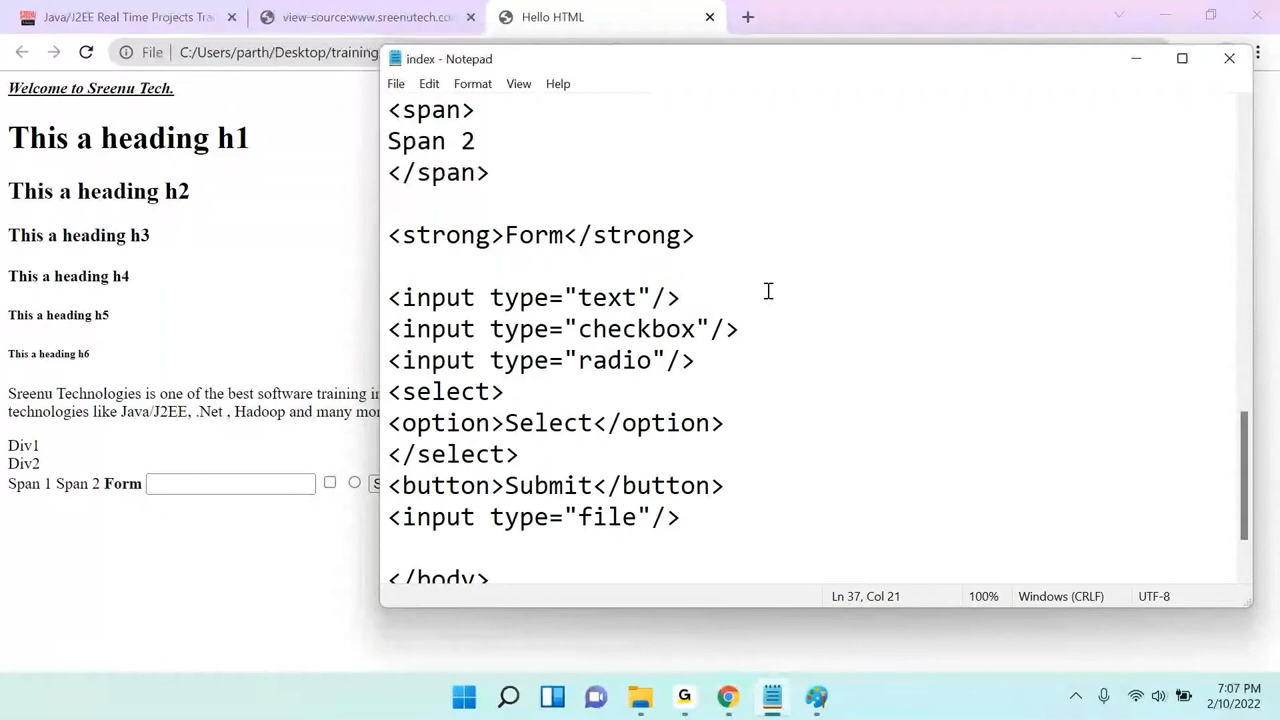 Java/J2EE Real Time Projects Tra
view-source:www.sreenutech.com
Hello HTML
File
C:/Users/parth/Desktop/training
index - Notepad
File Edit Format View Help
Welcome to Sreenu Tech.
This a heading h1
This a heading h2
This a heading h3
This a heading h4
This a heading h5
This a heading h6
Sreenu Technologies is one of the best software training in
technologies like Java/J2EE, .Net , Hadoop and many mor
Div1
Div2
Span 1 Span 2 Form S
<span>
Span 2
</span>
<strong>Form</strong>
<input type="text"/>
<input type="checkbox"/>
<input type="radio"/>
<select>
<option>Select</option>
</select>
<button>Submit</button>
<input type="file"/>
</body>
Ln 37, Col 21
100%
Windows (CRLF)
UTF-8
G
7:07 PM
2/10/2022